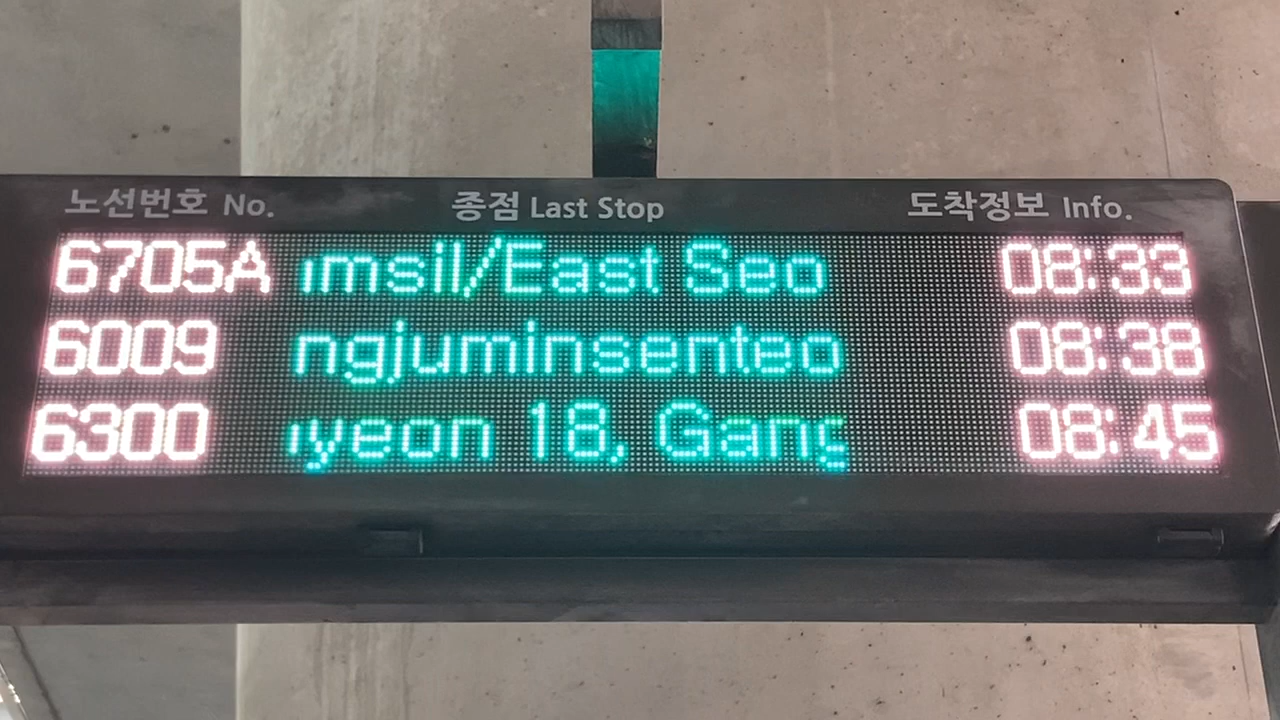 노선번호 No. 종점 Last Stop 도착정보 Info.
6705A msil/East Seo 08:33
6009 ngjuminsenteo 08:38
6300 yeon 18, Gang 08:45